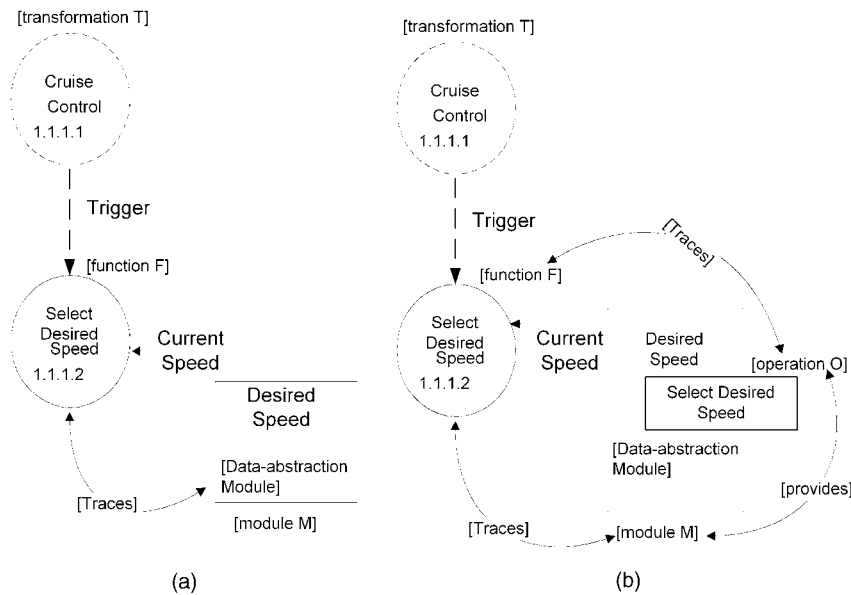 [transformation T]
Cruise
Control
1.1.1.1
Trigger
[function F]
Select
Desired
Speed
1.1.1.2
Current
Speed
Desired
Speed
[Data-abstraction
Module]
[Traces]
[module M]
(a)
[transformation T]
Cruise
Control
1.1.1.1
Trigger
[Traces]
[function F]
Select
Desired
Speed
1.1.1.2
Current
Speed
Desired
Speed
[operation O]
Select Desired
Speed
[Data-abstraction
Module]
[provides]
[Traces]
[module M]
(b)